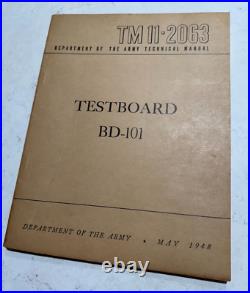 TM 11-2063
DEPARTMENT OF THE ARMY TECHNICAL MANUAL
TESTBOARD
BD-101
DEPARTMENT OF THE ARMY • MAY 1948